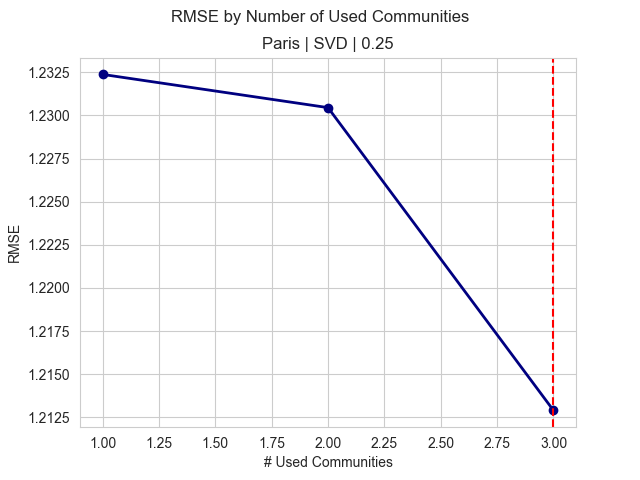 RMSE by Number of Used Communities
Paris | SVD | 0.25
1.2325
1.2300
1.2275
1.2250
1.2225
1.2200
1.2175
1.2150
1.2125
RMSE
1.00 1.25 1.50 1.75 2.00 2.25 2.50 2.75 3.00
# Used Communities